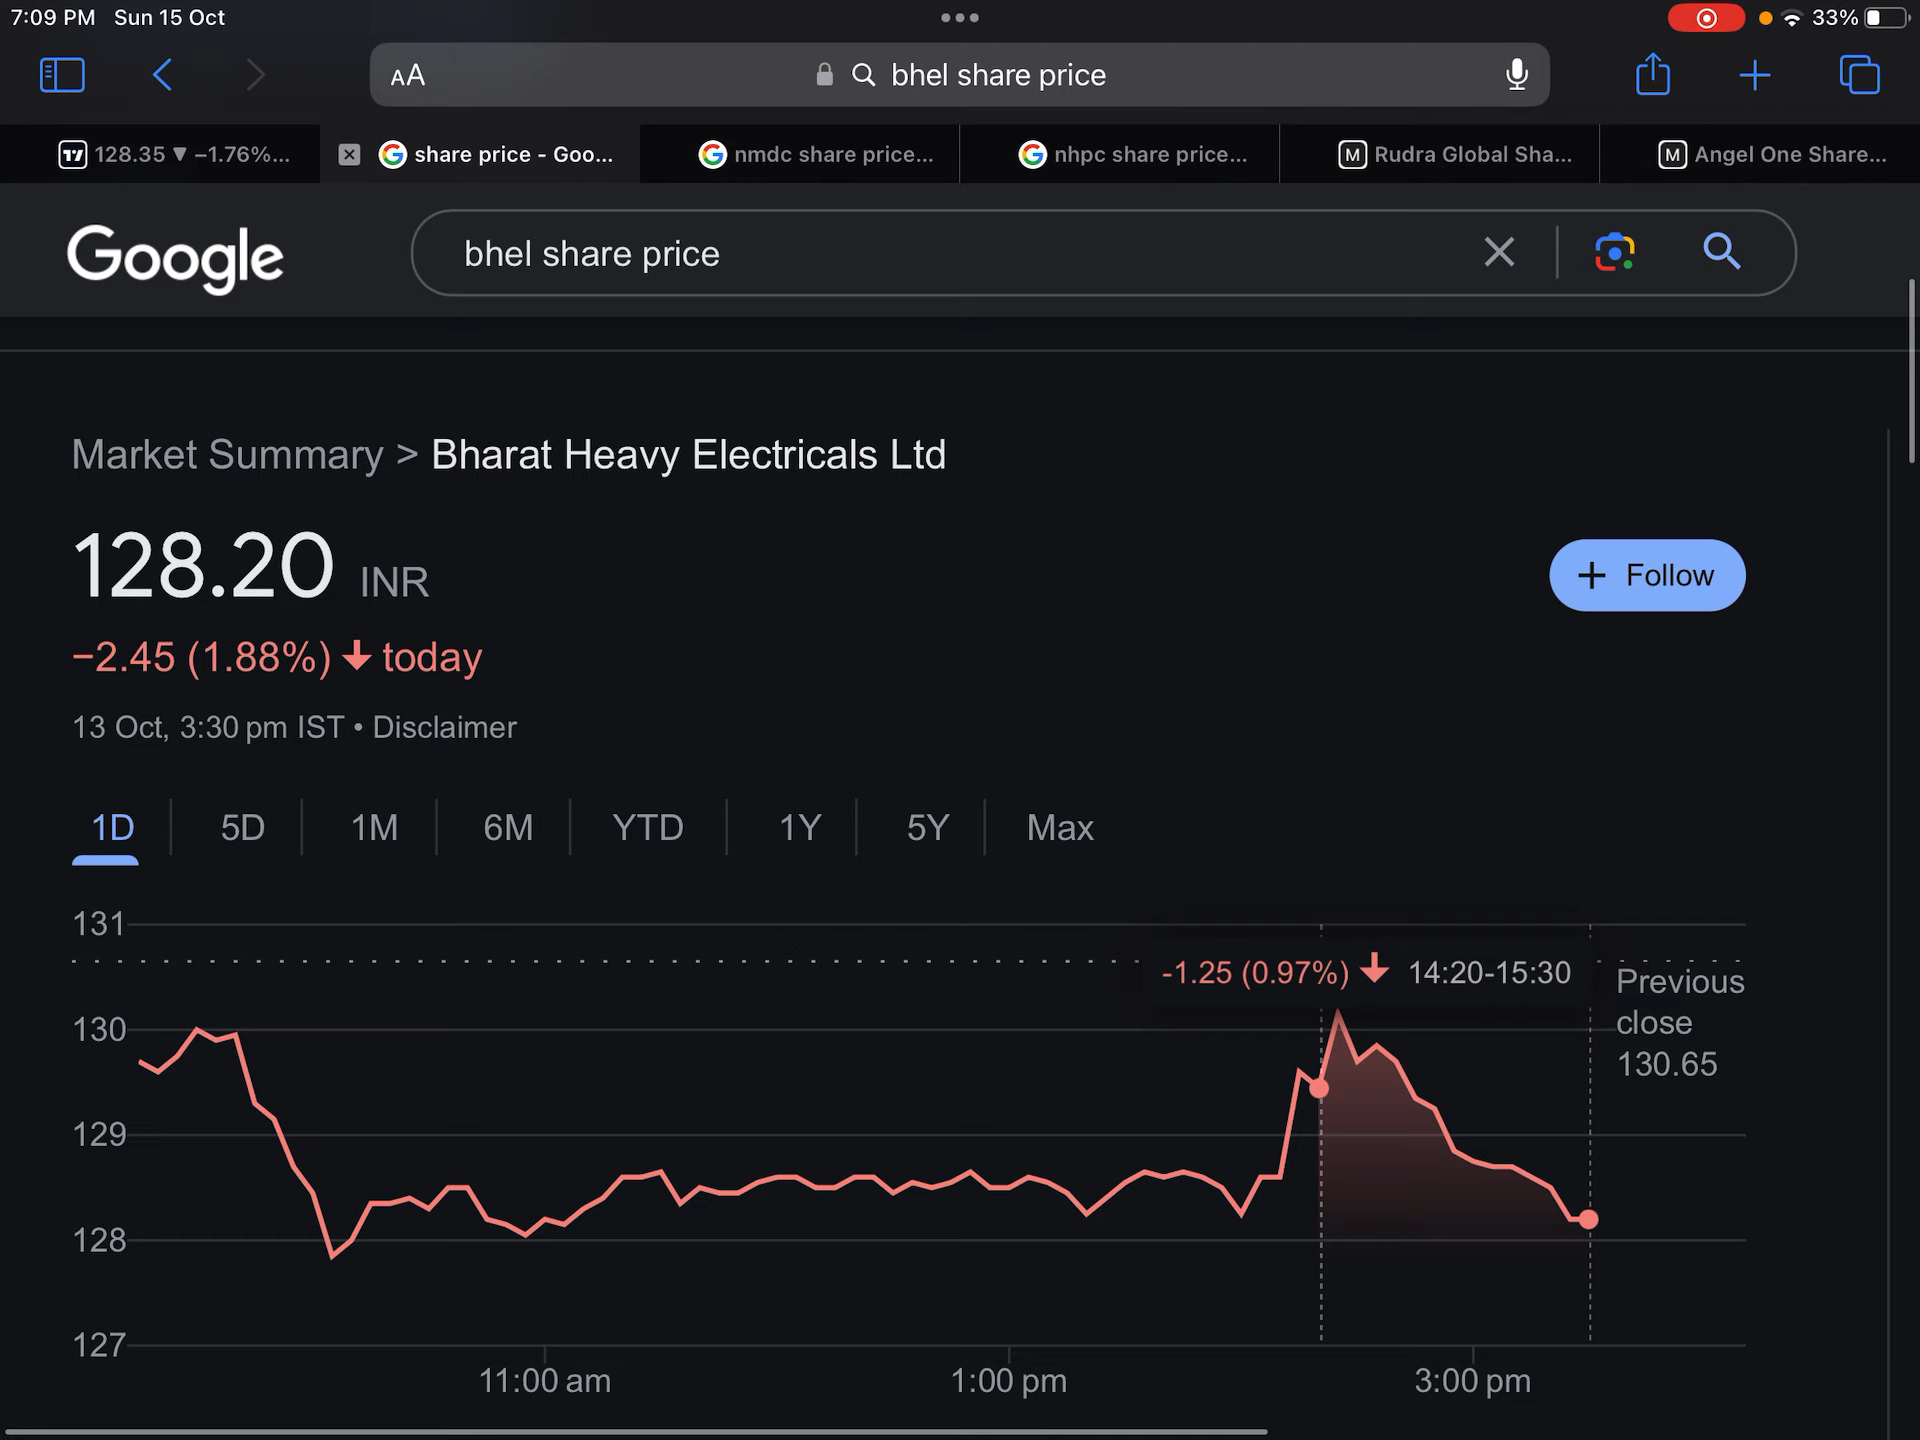 7:09 PM Sun 15 Oct
33%
AA
bhel share price
128.35 ▼ −1.76%...
share price - Goo...
nmdc share price...
nhpc share price...
M Rudra Global Sha...
M Angel One Share...
Google
bhel share price
Market Summary > Bharat Heavy Electricals Ltd
128.20 INR
+ Follow
−2.45 (1.88%) ↓ today
13 Oct, 3:30 pm IST • Disclaimer
1D 5D 1M 6M YTD 1Y 5Y Max
131
-1.25 (0.97%) ↓ 14:20-15:30
Previous
close
130.65
130
129
128
127
11:00 am 1:00 pm 3:00 pm